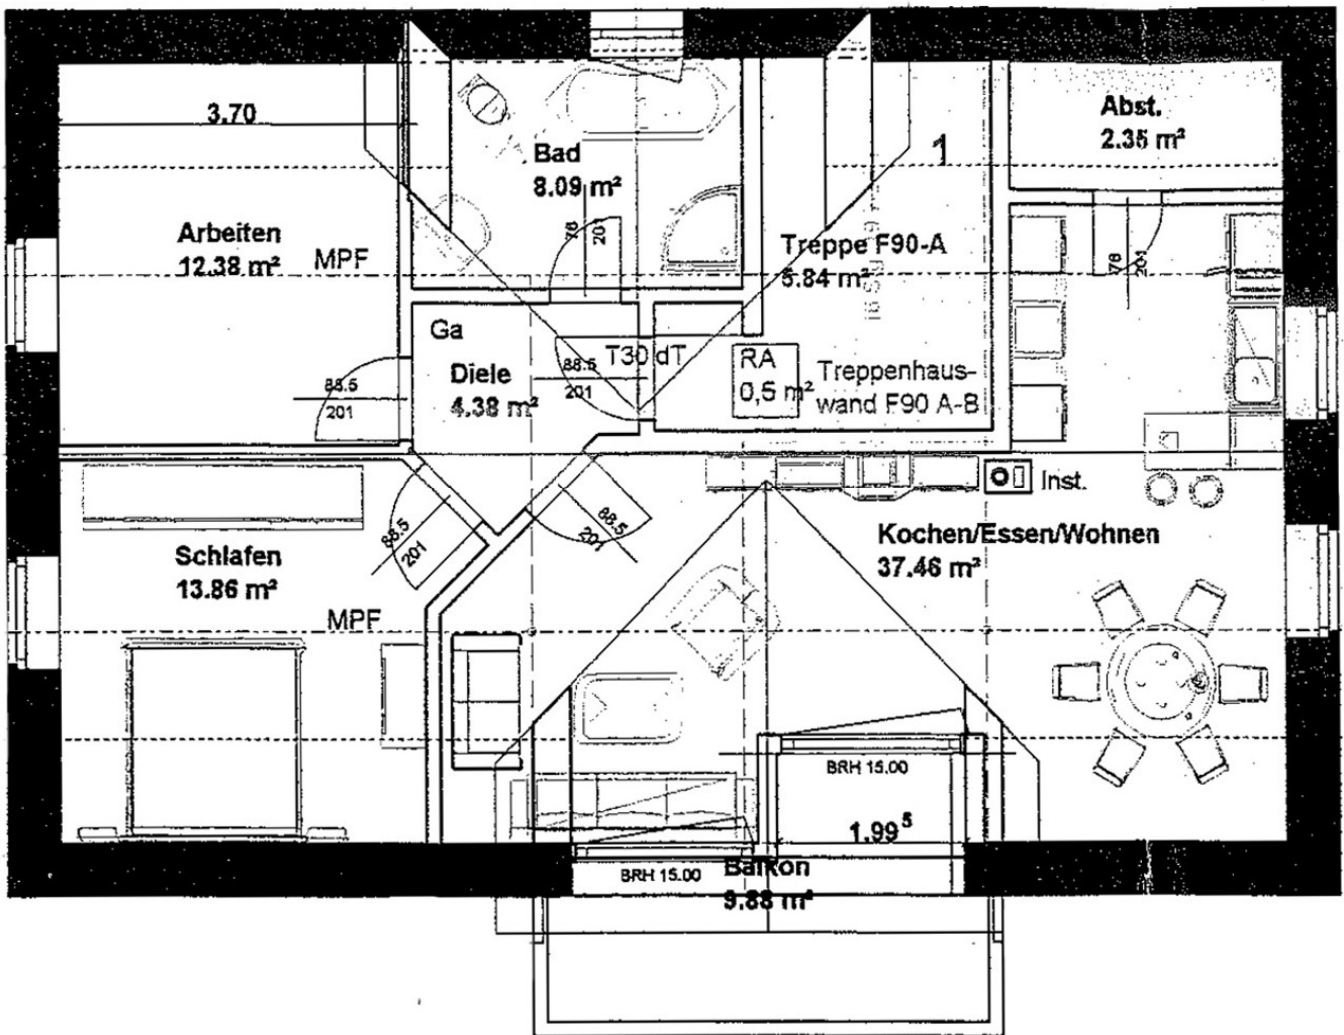 3.70
Bad
8.09 m²
1
Abst.
2.35 m²
Arbeiten
12.38 m²
MPF
76
201
Treppe F90-A
5.84 m²
76
201
Ga
Diele
4.38 m²
88.5
201
T30 dT
88.5
201
RA
0,5 m²
Treppenhaus-
wand F90 A-B
Inst.
88.5
201
88.5
201
Schlafen
13.86 m²
MPF
Kochen/Essen/Wohnen
37.46 m²
BRH 15.00
1.99⁵
BRH 15.00
Balkon
9.88 m²